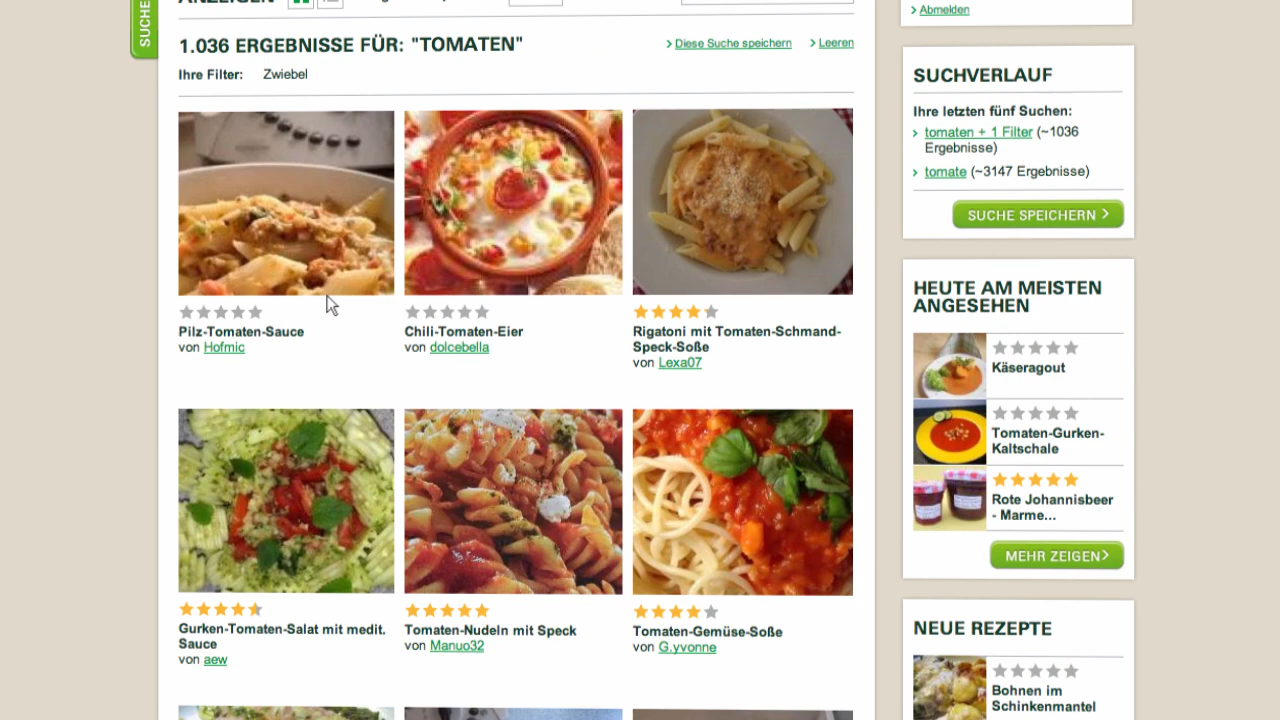 SUCHE
ANZEIGEN
1.036 ERGEBNISSE FÜR: "TOMATEN"
Diese Suche speichern
Leeren
Ihre Filter: Zwiebel
Pilz-Tomaten-Sauce
von Hofmic
Chili-Tomaten-Eier
von dolcebella
Rigatoni mit Tomaten-Schmand-
Speck-Soße
von Lexa07
Gurken-Tomaten-Salat mit medit.
Sauce
von aew
Tomaten-Nudeln mit Speck
von Manuo32
Tomaten-Gemüse-Soße
von G.yvonne
Abmelden
SUCHVERLAUF
Ihre letzten fünf Suchen:
tomaten + 1 Filter (~1036
Ergebnisse)
tomate (~3147 Ergebnisse)
SUCHE SPEICHERN
HEUTE AM MEISTEN
ANGESEHEN
Käseragout
Tomaten-Gurken-
Kaltschale
Rote Johannisbeer
- Marme...
MEHR ZEIGEN
NEUE REZEPTE
Bohnen im
Schinkenmantel